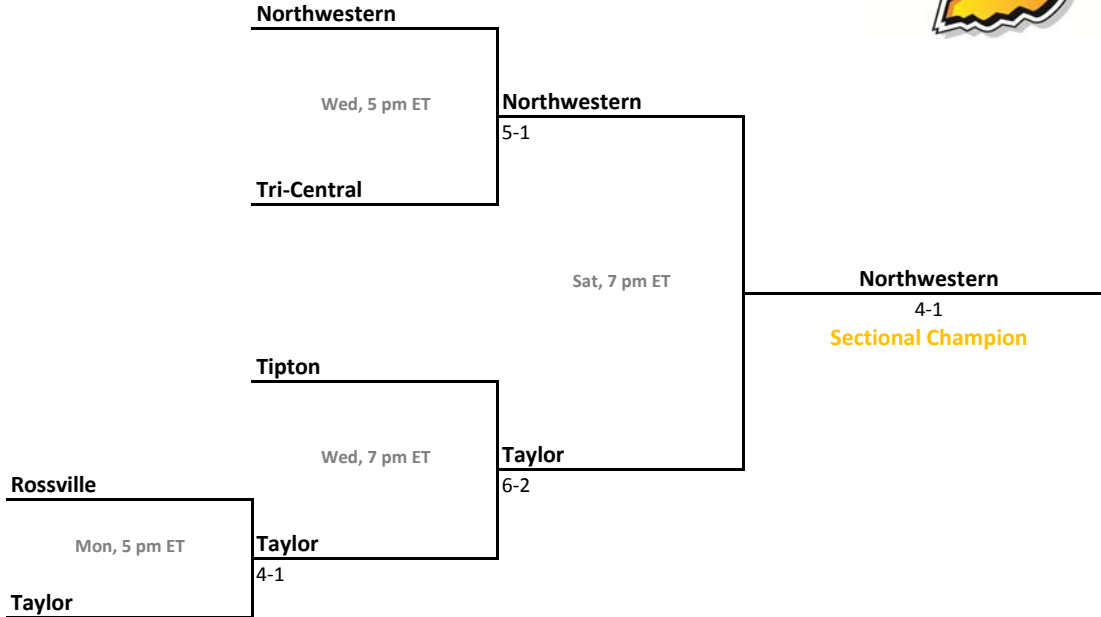 Northwestern
Wed, 5 pm ET
Northwestern
5-1
Tri-Central
Sat, 7 pm ET
Northwestern
4-1
Sectional Champion
Tipton
Wed, 7 pm ET
Taylor
6-2
Rossville
Mon, 5 pm ET
Taylor
4-1
Taylor